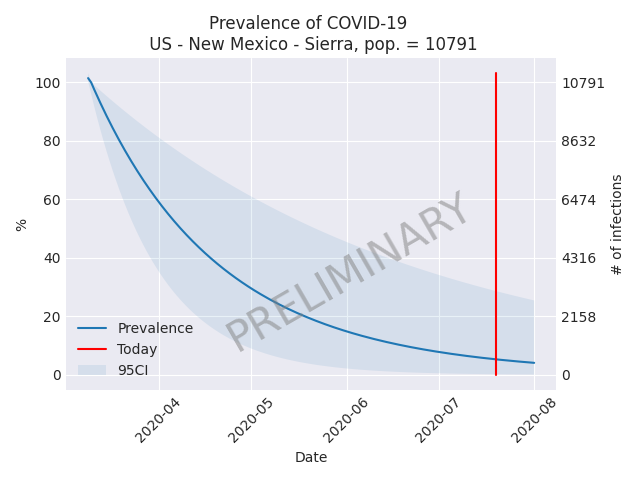 Prevalence of COVID-19
US - New Mexico - Sierra, pop. = 10791
100
80
60
40
20
0
%
10791
8632
6474
4316
2158
0
# of infections
PRELIMINARY
Prevalence
Today
95CI
2020-04
2020-05
2020-06
2020-07
2020-08
Date